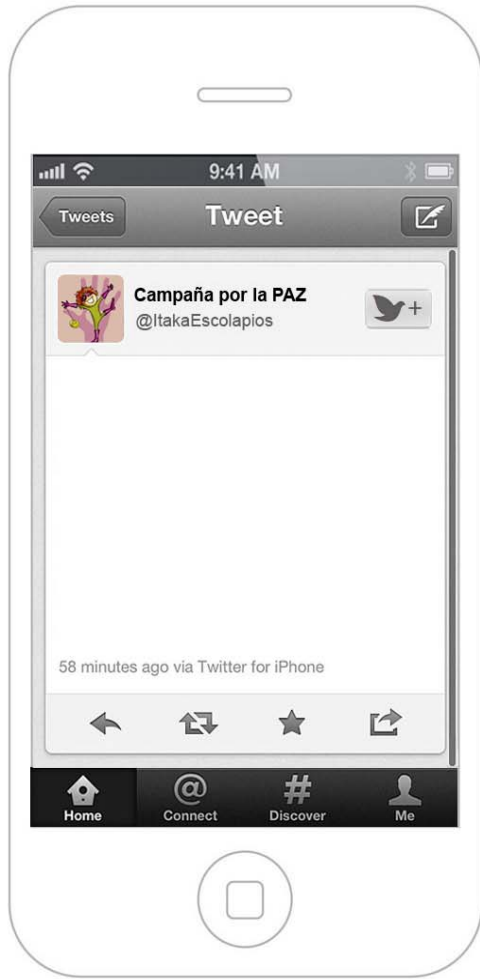 9:41 AM
Tweets Tweet
Campaña por la PAZ
@ItakaEscolapios
+
58 minutes ago via Twitter for iPhone
@ #
Home Connect Discover Me